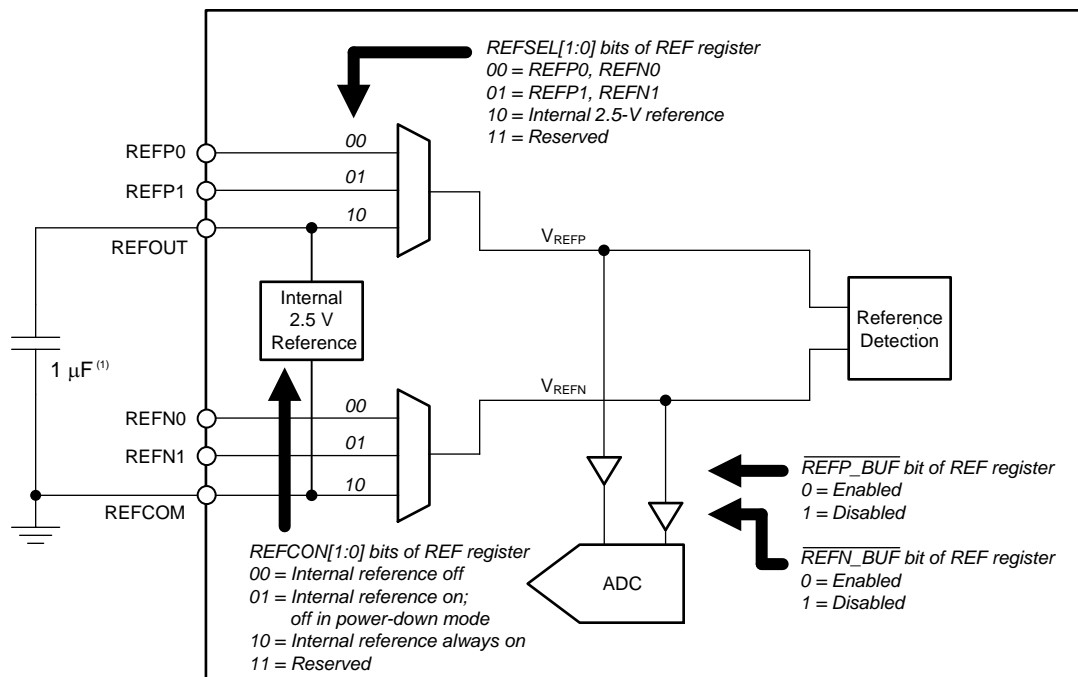 REFSEL[1:0] bits of REF register
00 = REFP0, REFN0
01 = REFP1, REFN1
10 = Internal 2.5-V reference
11 = Reserved
REFP0
00
REFP1
01
10
REFOUT
VREFP
Internal
2.5 V
Reference
Reference
Detection
1 μF (1)
VREFN
REFN0
00
REFN1
01
10
REFCOM
REFP_BUF bit of REF register
0 = Enabled
1 = Disabled
REFN_BUF bit of REF register
0 = Enabled
1 = Disabled
REFCON[1:0] bits of REF register
00 = Internal reference off
01 = Internal reference on;
off in power-down mode
10 = Internal reference always on
11 = Reserved
ADC